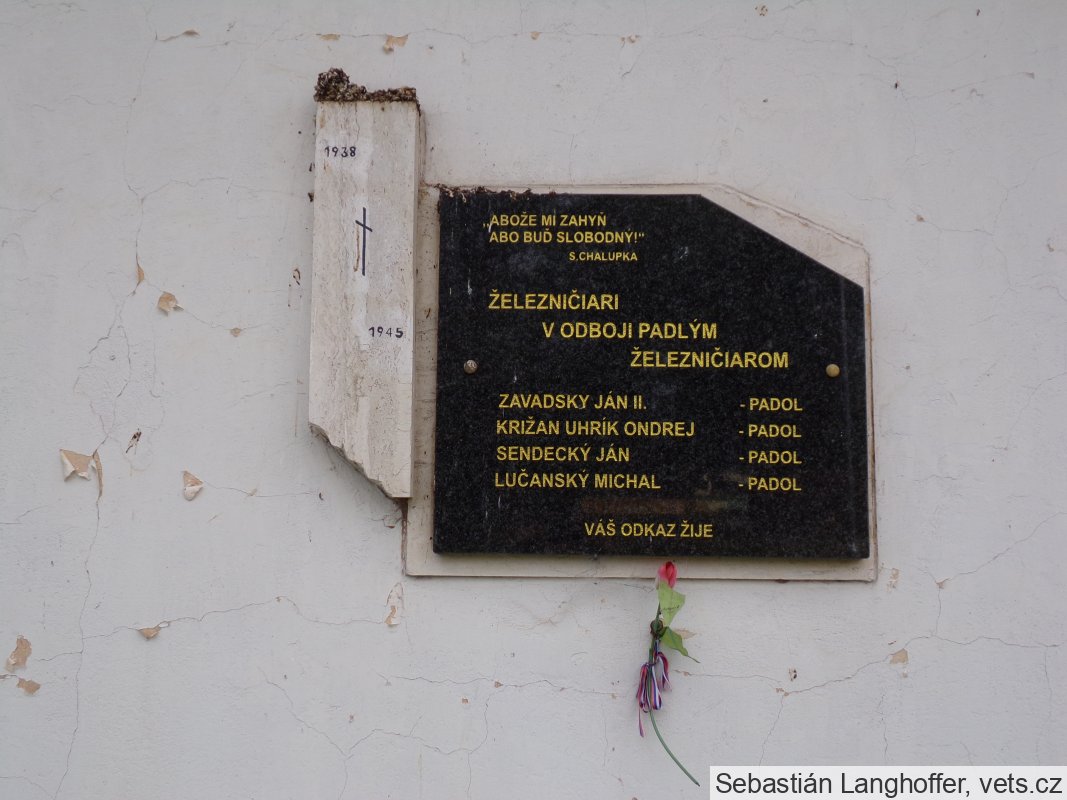 1938
1945
„ABOŽE MI ZAHYŇ
ABO BUĎ SLOBODNÝ!“
S.CHALUPKA
ŽELEZNIČIARI
V ODBOJI PADLÝM
ŽELEZNIČIAROM
ZAVADSKY JÁN II. - PADOL
KRIŽAN UHRÍK ONDREJ - PADOL
SENDECKÝ JÁN - PADOL
LUČANSKÝ MICHAL - PADOL
VÁŠ ODKAZ ŽIJE
Sebastián Langhoffer, vets.cz